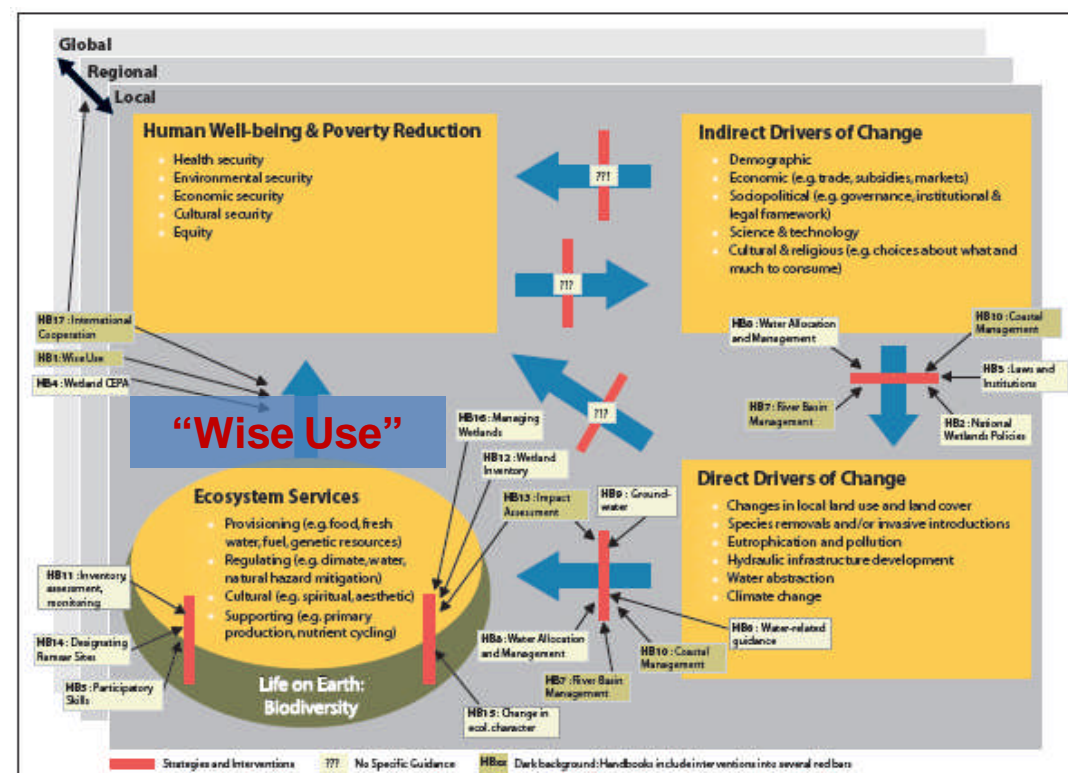 Global
Regional
Local
Human Well-being & Poverty Reduction
Health security
Environmental security
Economic security
Cultural security
Equity
???
Indirect Drivers of Change
Demographic
Economic (e.g. trade, subsidies, markets)
Sociopolitical (e.g. governance, institutional &
legal framework)
Science & technology
Cultural & religious (e.g. choices about what and
much to consume)
???
HB17 : International
Cooperation
HB1 : Wise Use
HB4 : Wetland CEPA
“Wise Use”
???
HB8 : Water Allocation
and Management
HB10 : Coastal
Management
HB3 : Laws and
Institutions
HB7 : River Basin
Management
HB2 : National
Wetlands Policies
HB16 : Managing
Wetlands
HB12 : Wetland
Inventory
HB13 : Impact
Assessment
HB9 : Ground-
water
Ecosystem Services
Provisioning (e.g. food, fresh
water, fuel, genetic resources)
Regulating (e.g. climate, water,
natural hazard mitigation)
Cultural (e.g. spiritual, aesthetic)
Supporting (e.g. primary
production, nutrient cycling)
Life on Earth:
Biodiversity
HB11 : Inventory,
assessment,
monitoring
HB14 : Designating
Ramsar Sites
HB5 : Participatory
Skills
HB15 : Change in
ecol. character
HB8 : Water Allocation
and Management
HB7 : River Basin
Management
HB10 : Coastal
Management
HB6 : Water-related
guidance
Direct Drivers of Change
Changes in local land use and land cover
Species removals and/or invasive introductions
Eutrophication and pollution
Hydraulic infrastructure development
Water abstraction
Climate change
Strategies and Interventions
??? No Specific Guidance
HBxx Dark background: Handbooks include interventions into several red bars